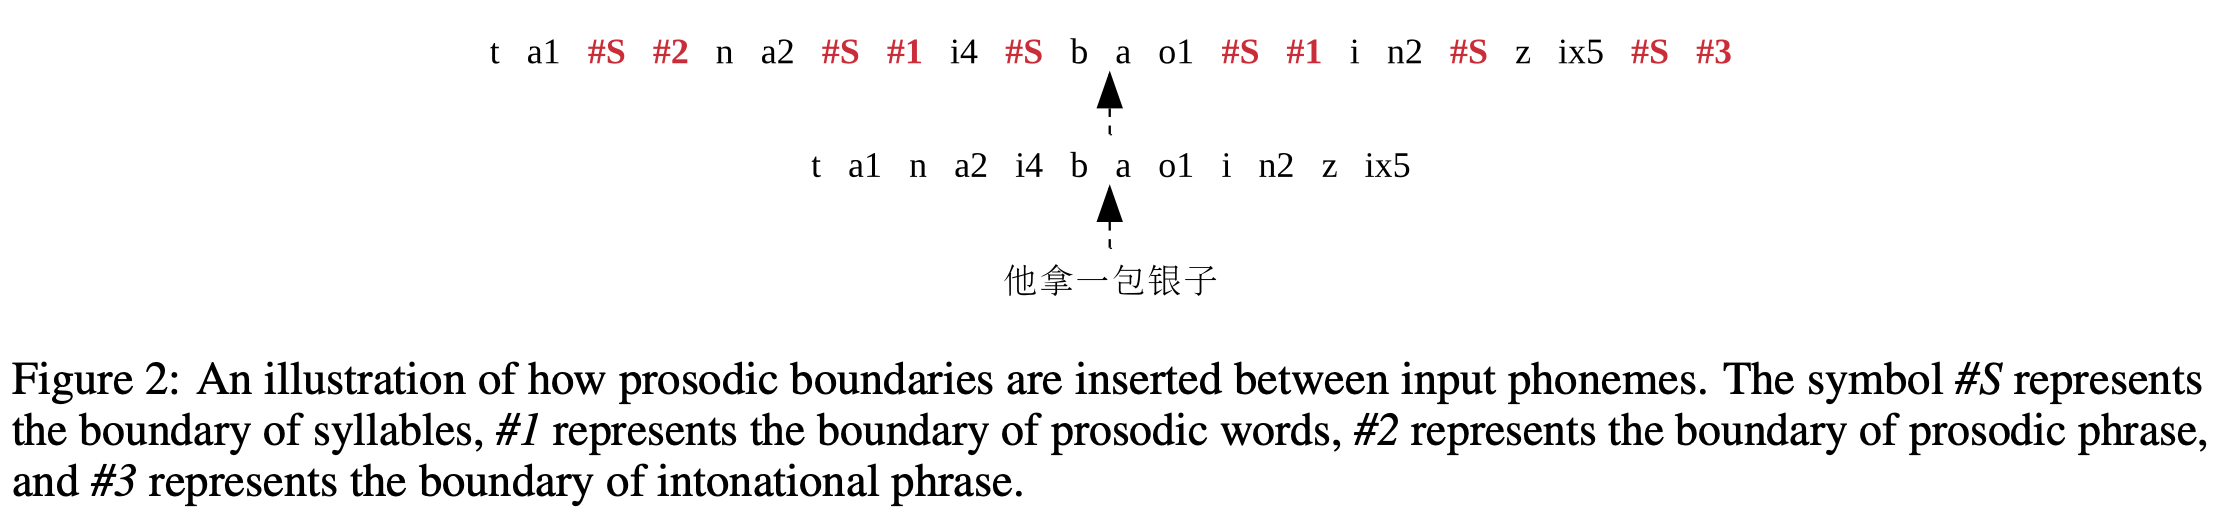 t a1 #S #2 n a2 #S #1 i4 #S b a o1 #S #1 i n2 #S z ix5 #S #3
t a1 n a2 i4 b a o1 i n2 z ix5
他拿一包银子
Figure 2: An illustration of how prosodic boundaries are inserted between input phonemes. The symbol #S represents
the boundary of syllables, #1 represents the boundary of prosodic words, #2 represents the boundary of prosodic phrase,
and #3 represents the boundary of intonational phrase.